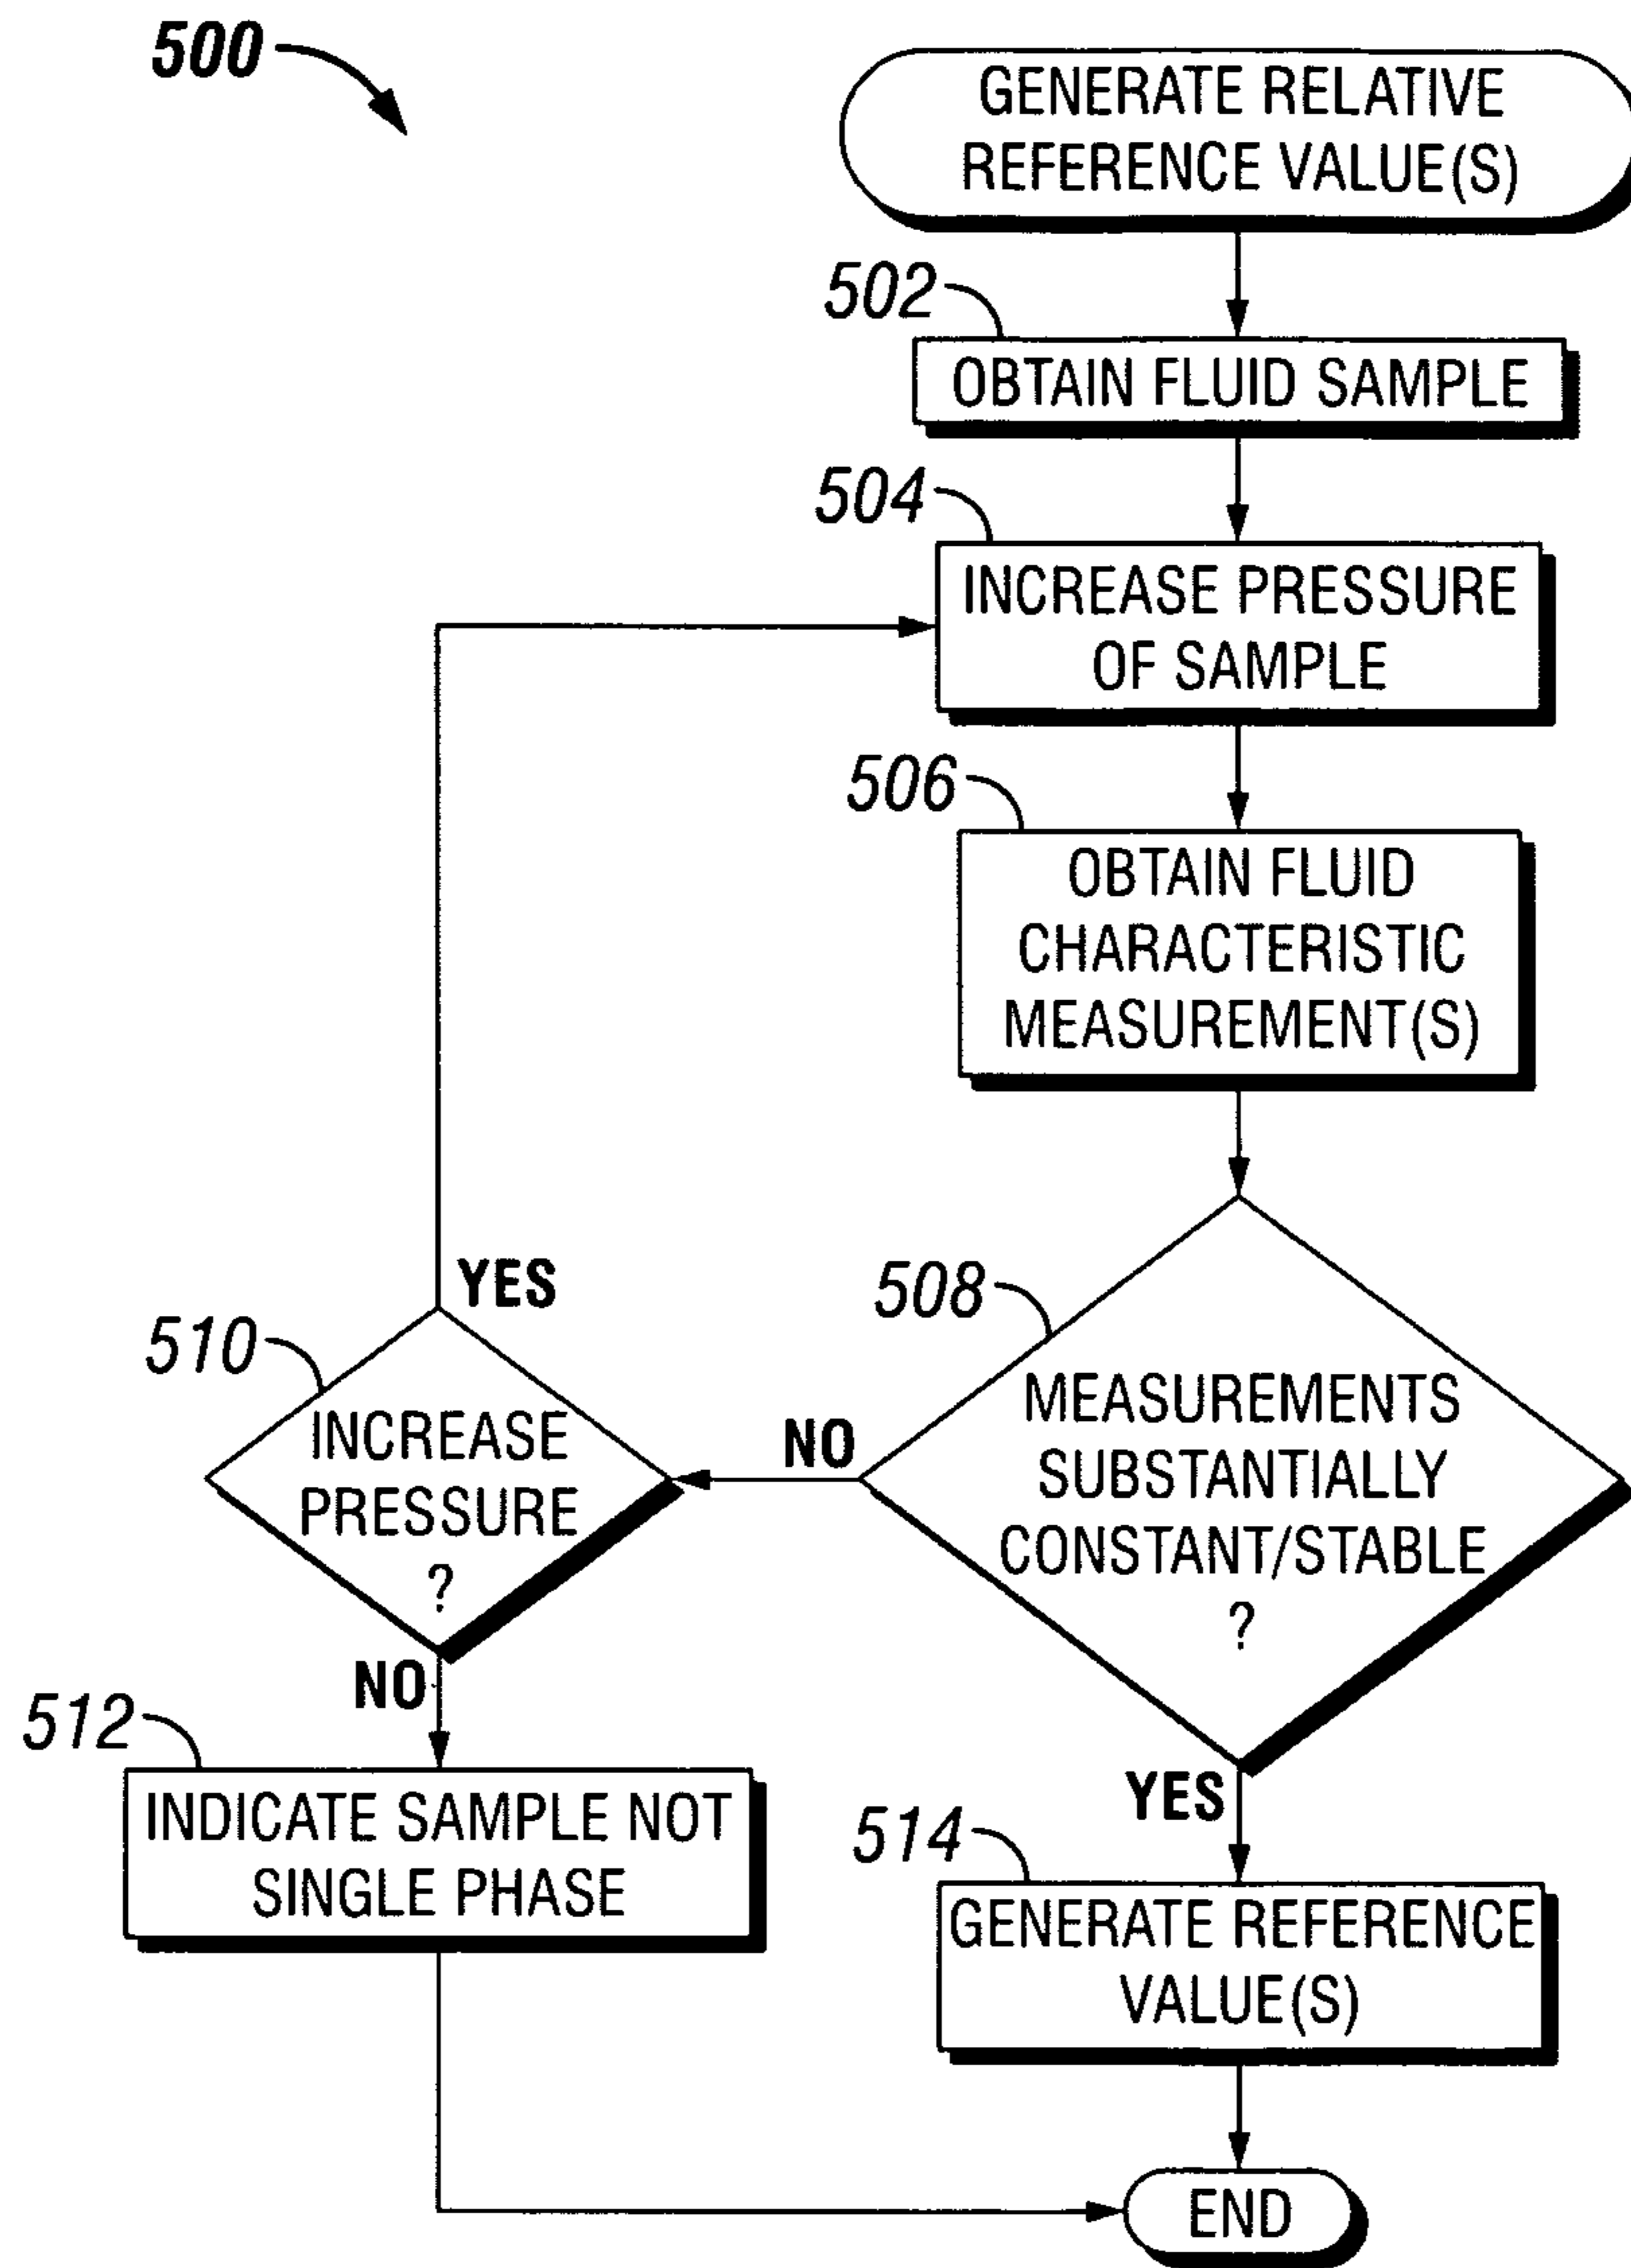 500
GENERATE RELATIVE
REFERENCE VALUE(S)
502
OBTAIN FLUID SAMPLE
504
INCREASE PRESSURE
OF SAMPLE
506
OBTAIN FLUID
CHARACTERISTIC
MEASUREMENT(S)
508
MEASUREMENTS
SUBSTANTIALLY
CONSTANT/STABLE
?
NO
YES
510
INCREASE
PRESSURE
?
YES
NO
512
INDICATE SAMPLE NOT
SINGLE PHASE
514
GENERATE REFERENCE
VALUE(S)
END